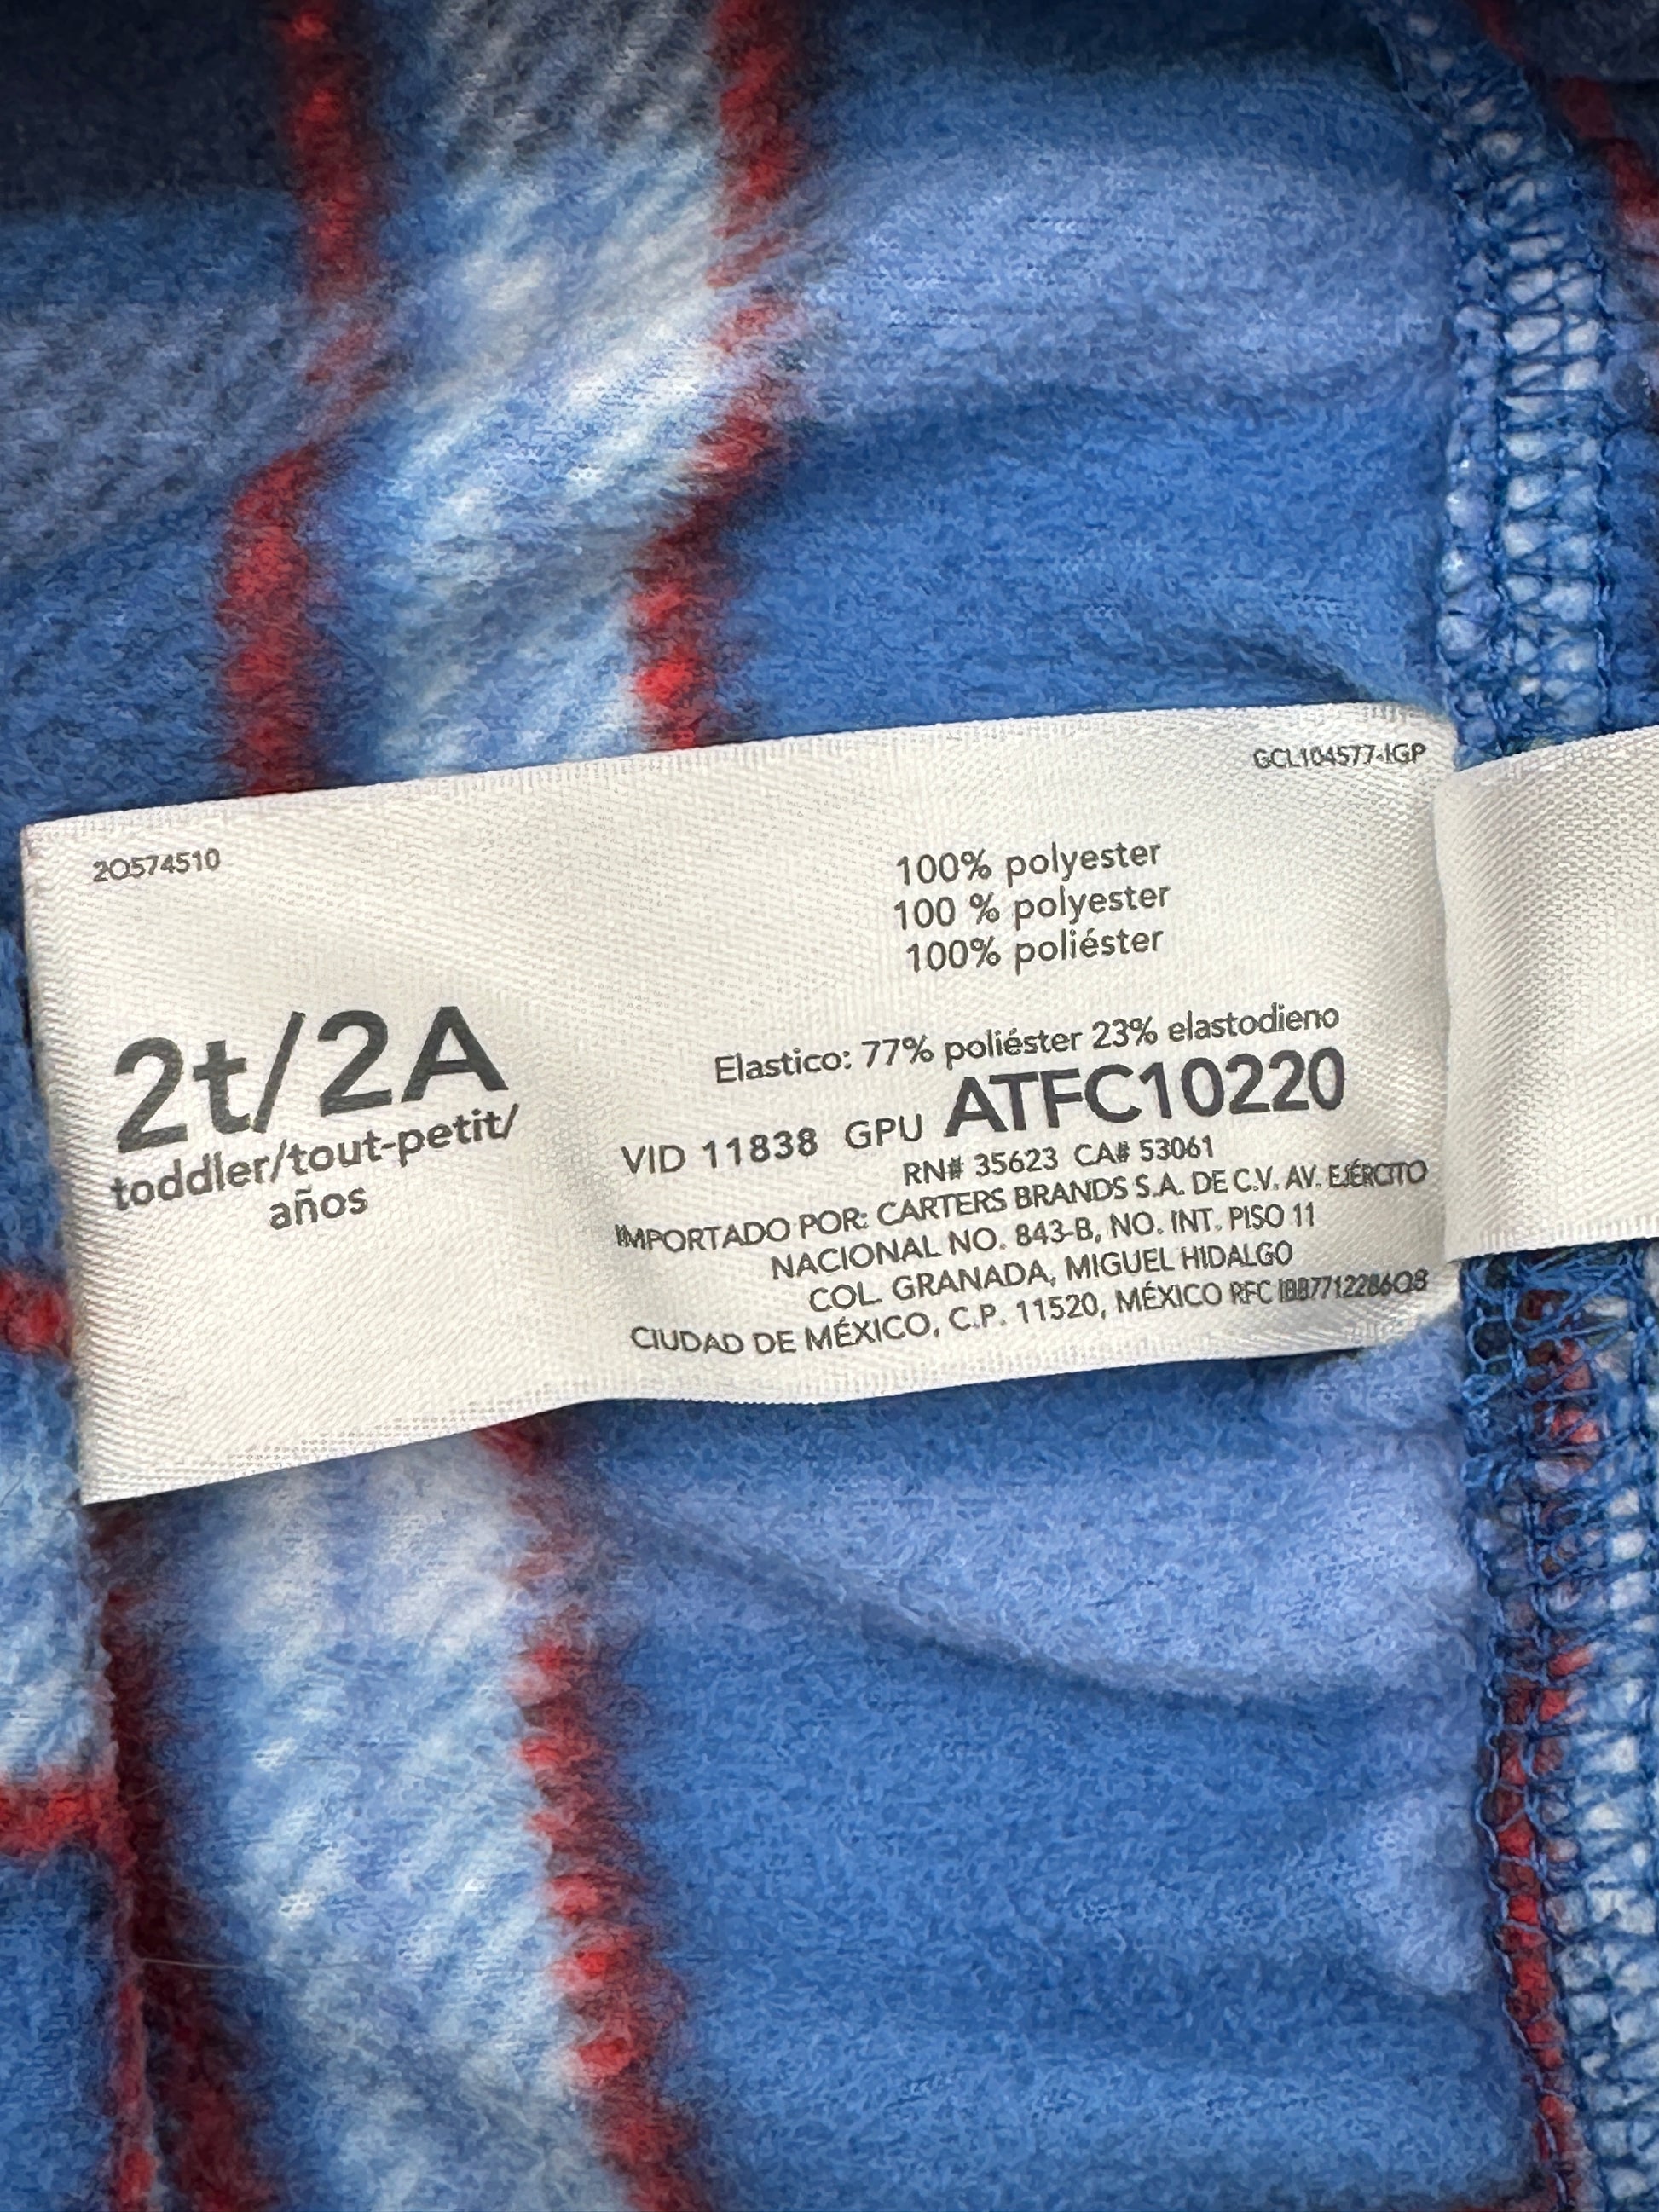 GCL104577-IGP
2O574510
100% polyester
100 % polyester
100% poliéster
2t/2A
toddler/tout-petit/
años
Elastico: 77% poliéster 23% elastodieno
VID 11838 GPU ATFC10220
RN# 35623 CA# 53061
IMPORTADO POR: CARTERS BRANDS S.A. DE C.V. AV. EJÉRCITO
NACIONAL NO. 843-B, NO. INT. PISO 11
COL. GRANADA, MIGUEL HIDALGO
CIUDAD DE MÉXICO, C.P. 11520, MÉXICO RFC IBB7712286Q8